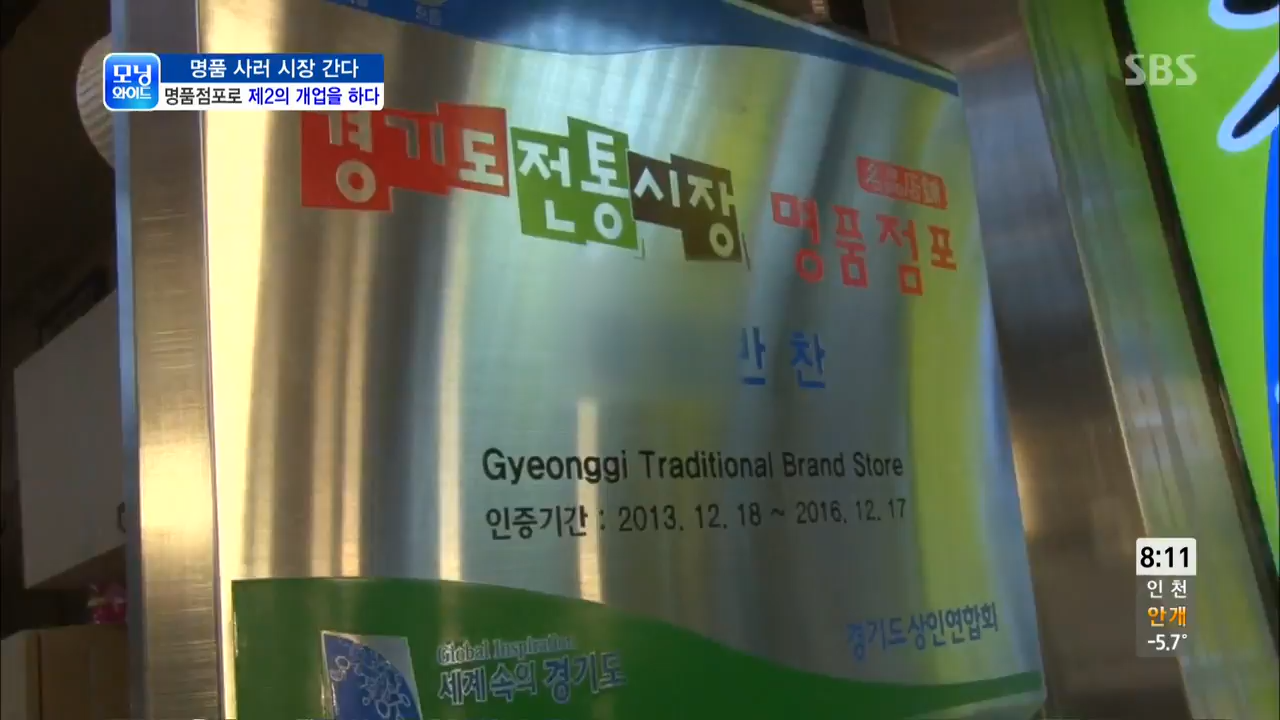 모닝
와이드
명품 사러 시장 간다
명품점포로 제2의 개업을 하다
SBS
경기도전통시장 명품점포
반 찬
Gyeonggi Traditional Brand Store
인증기간 : 2013. 12. 18 ~ 2016. 12. 17
경기도상인연합회
Global Inspiration
세계 속의 경기도
8:11
인천
안개
-5.7°